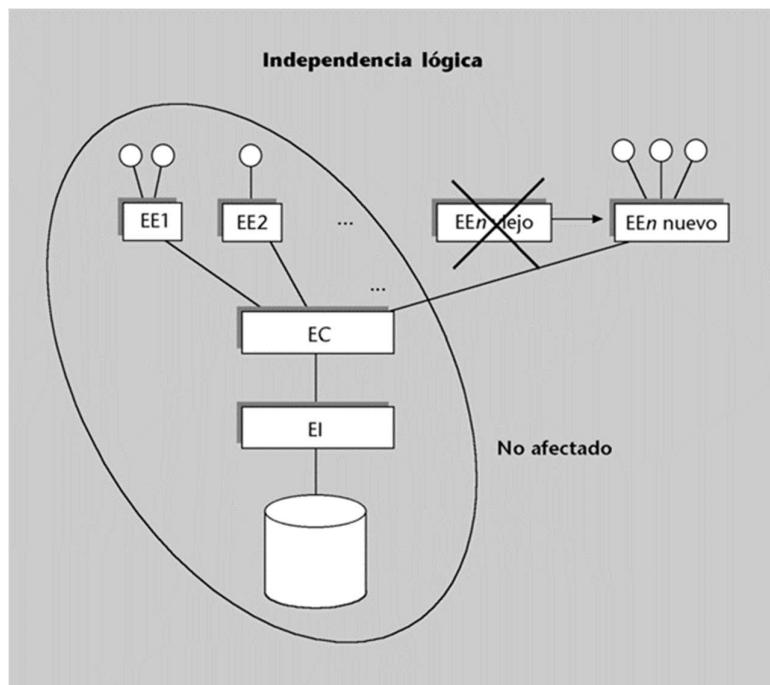 Independencia lógica
EE1
EE2
...
EEn viejo
EEn nuevo
...
EC
EI
No afectado